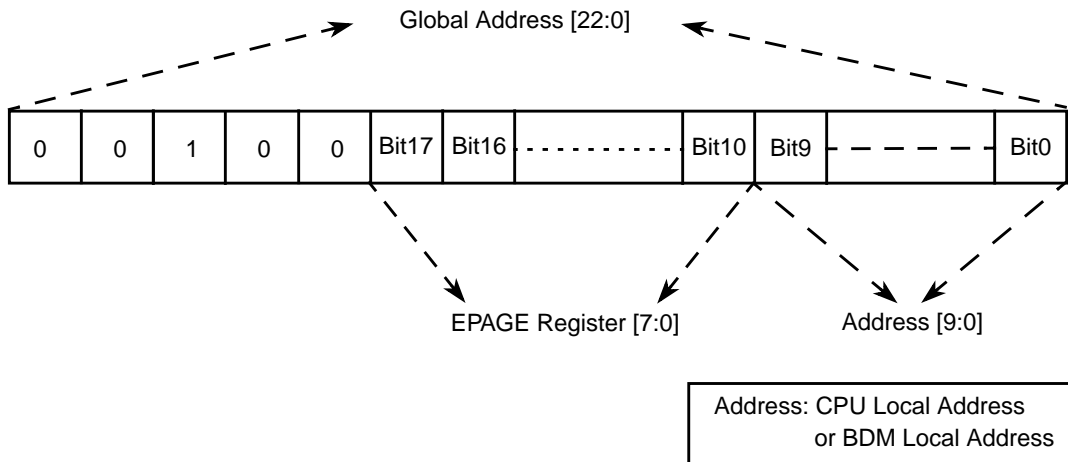 Global Address [22:0]
0 0 1 0 0 Bit17 Bit16 Bit10 Bit9 Bit0
EPAGE Register [7:0] Address [9:0]
Address: CPU Local Address
or BDM Local Address